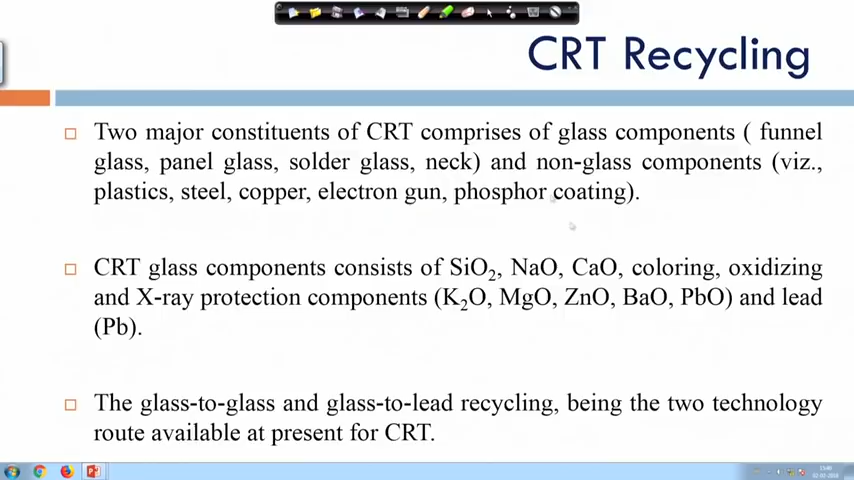 CRT Recycling
Two major constituents of CRT comprises of glass components ( funnel
glass, panel glass, solder glass, neck) and non-glass components (viz.,
plastics, steel, copper, electron gun, phosphor coating).
CRT glass components consists of SiO₂, NaO, CaO, coloring, oxidizing
and X-ray protection components (K₂O, MgO, ZnO, BaO, PbO) and lead
(Pb).
The glass-to-glass and glass-to-lead recycling, being the two technology
route available at present for CRT.